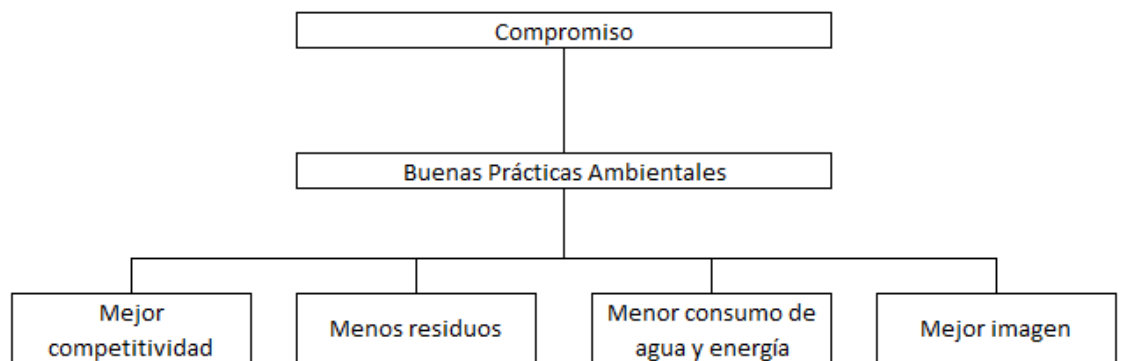 Compromiso
Buenas Prácticas Ambientales
Mejor
competitividad
Menos residuos
Menor consumo de
agua y energía
Mejor imagen